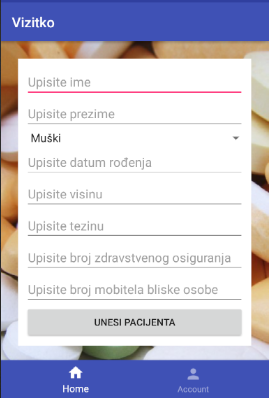 Vizitko
Upisite ime
Upisite prezime
Muški
Upisite datum rođenja
Upisite visinu
Upisite tezinu
Upisite broj zdravstvenog osiguranja
Upisite broj mobitela bliske osobe
UNESI PACIJENTA
Home
Account